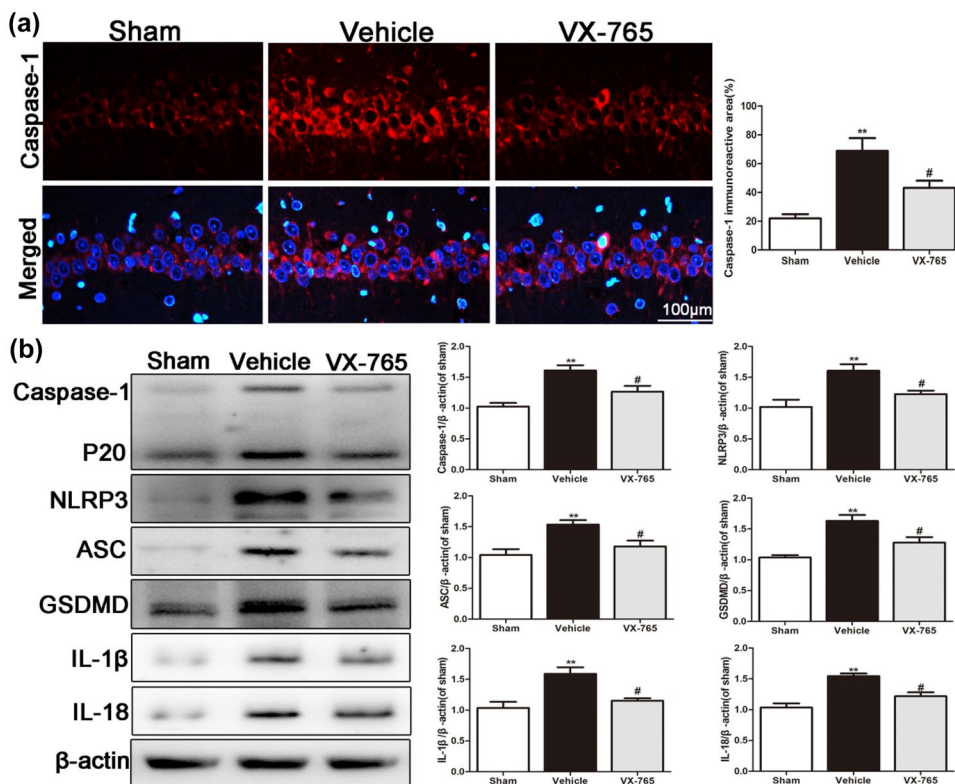 (a)
Sham Vehicle VX-765
Caspase-1
Merged
100μm
Caspase-1 immunoreactive area(%)
100
80
60
40
20
0
**
#
Sham Vehicle VX-765
(b)
Sham Vehicle VX-765
Caspase-1
P20
NLRP3
ASC
GSDMD
IL-1β
IL-18
β-actin
Caspase-1/β -actin(of sham)
2.0
1.5
1.0
0.5
0.0
**
#
Sham Vehicle VX-765
NLRP3/β -actin(of sham)
2.0
1.5
1.0
0.5
0.0
**
#
Sham Vehicle VX-765
ASC/β -actin(of sham)
2.0
1.5
1.0
0.5
0.0
**
#
Sham Vehicle VX-765
GSDMD/β -actin(of sham)
2.0
1.5
1.0
0.5
0.0
**
#
Sham Vehicle VX-765
IL-1β /β -actin(of sham)
2.0
1.5
1.0
0.5
0.0
**
#
Sham Vehicle VX-765
IL-18/β -actin(of sham)
2.0
1.5
1.0
0.5
0.0
**
#
Sham Vehicle VX-765